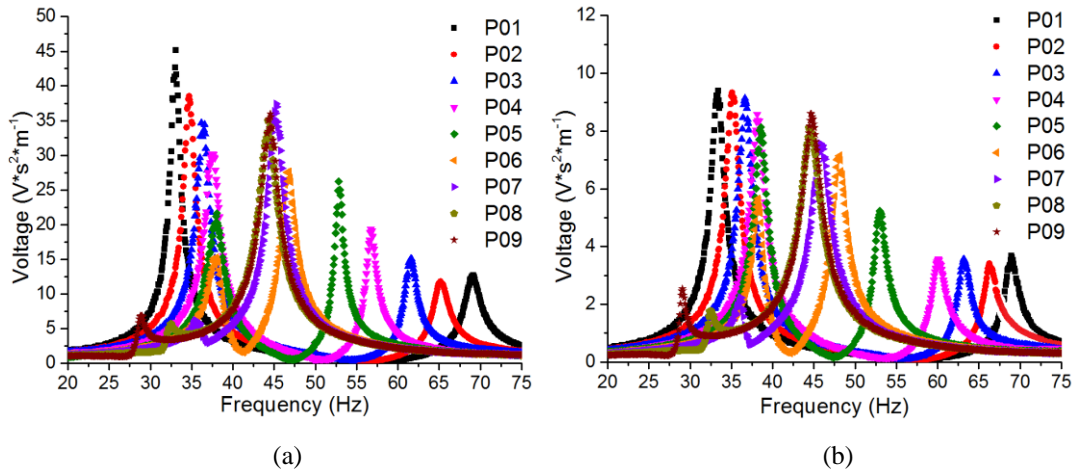 50
45
40
35
30
25
20
15
10
5
0
Voltage (V*s²*m⁻¹)
20 25 30 35 40 45 50 55 60 65 70 75
Frequency (Hz)
P01
P02
P03
P04
P05
P06
P07
P08
P09
(a)
12
10
8
6
4
2
0
Voltage (V*s²*m⁻¹)
20 25 30 35 40 45 50 55 60 65 70 75
Frequency (Hz)
P01
P02
P03
P04
P05
P06
P07
P08
P09
(b)